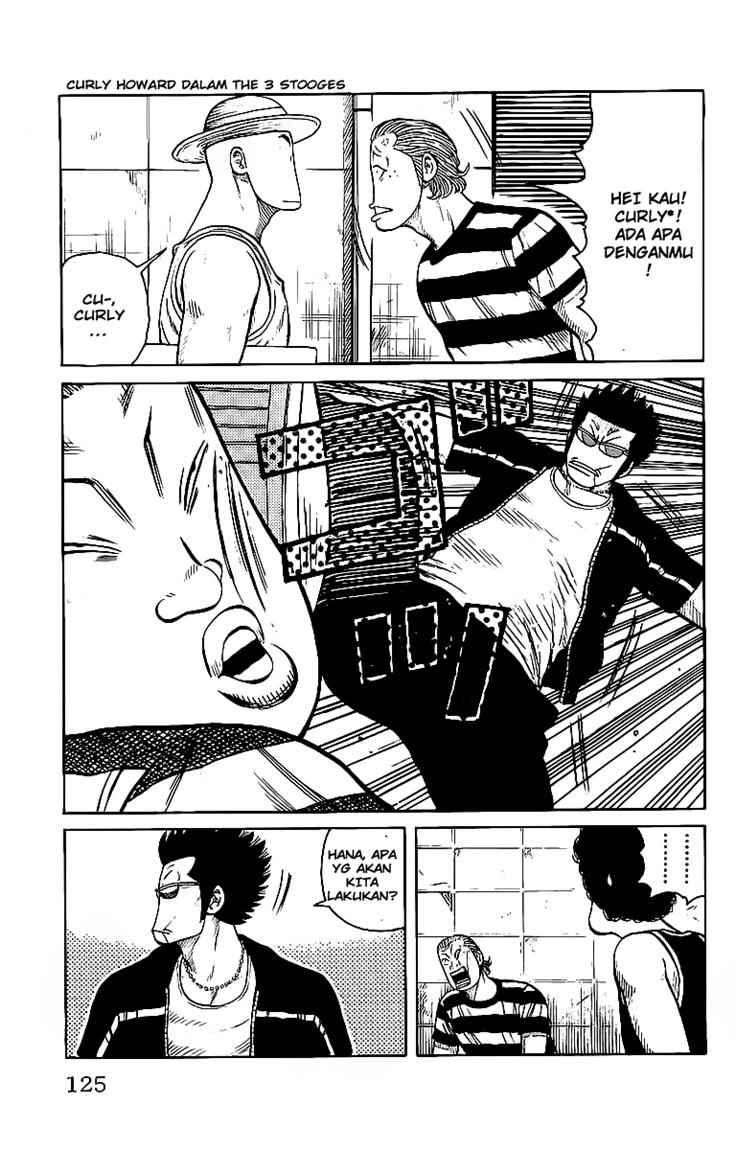 CURLY HOWARD DALAM THE 3 STOOGES
HEI KAU!
CURLY*!
ADA APA
DENGANMU
!
CU-,
CURLY
...
HANA, APA
YG AKAN
KITA
LAKUKAN?
......
125